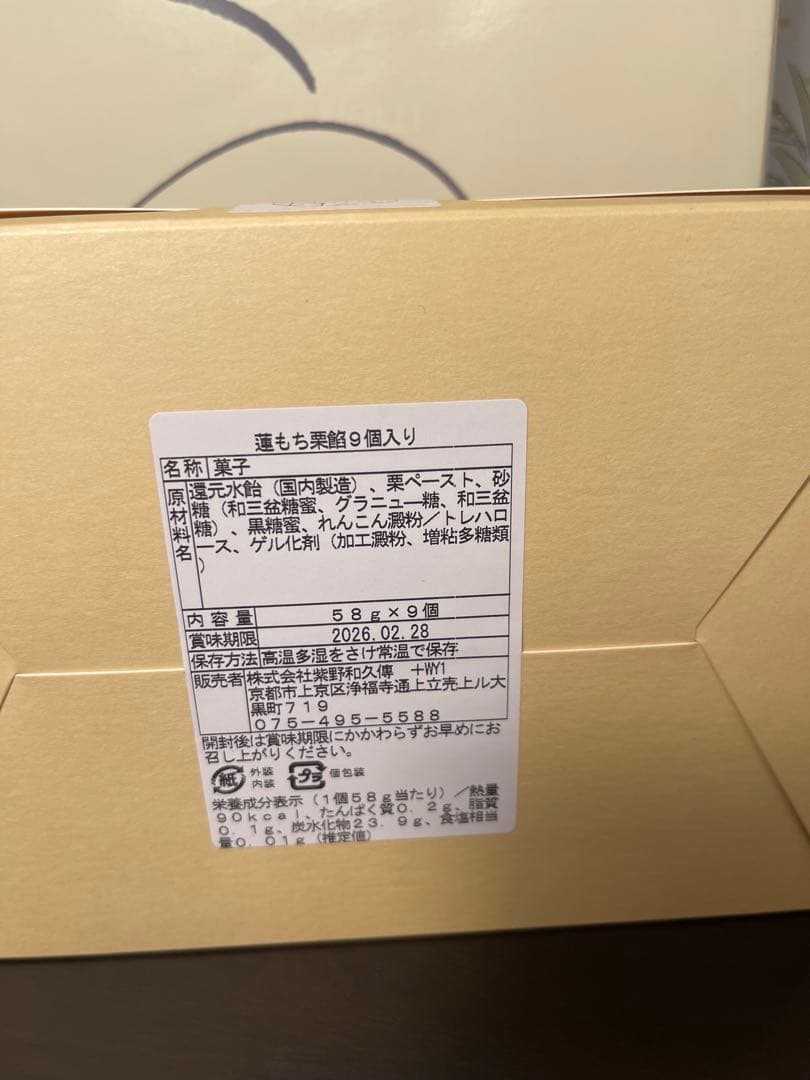 蓮もち栗餡９個入り
名称 菓子
原材料名 還元水飴（国内製造）、栗ペースト、砂
糖（和三盆糖蜜、グラニュー糖、和三盆
糖）、黒糖蜜、れんこん澱粉／トレハロ
ース、ゲル化剤（加工澱粉、増粘多糖類
）
内容量 ５８ｇ×９個
賞味期限 2026.02.28
保存方法 高温多湿をさけ常温で保存
販売者 株式会社紫野和久傳 +WY1
京都市上京区浄福寺通上立売上ル大
黒町７１９
０７５－４９５－５５８８
開封後は賞味期限にかかわらずお早めにお
召し上がりください。
紙 外装 内装 プラ 個包装
栄養成分表示（１個５８ｇ当たり）／熱量
９０ｋｃａｌ、たんぱく質０．２ｇ、脂質
０．１ｇ、炭水化物２３．９ｇ、食塩相当
量０．０１ｇ（推定値）